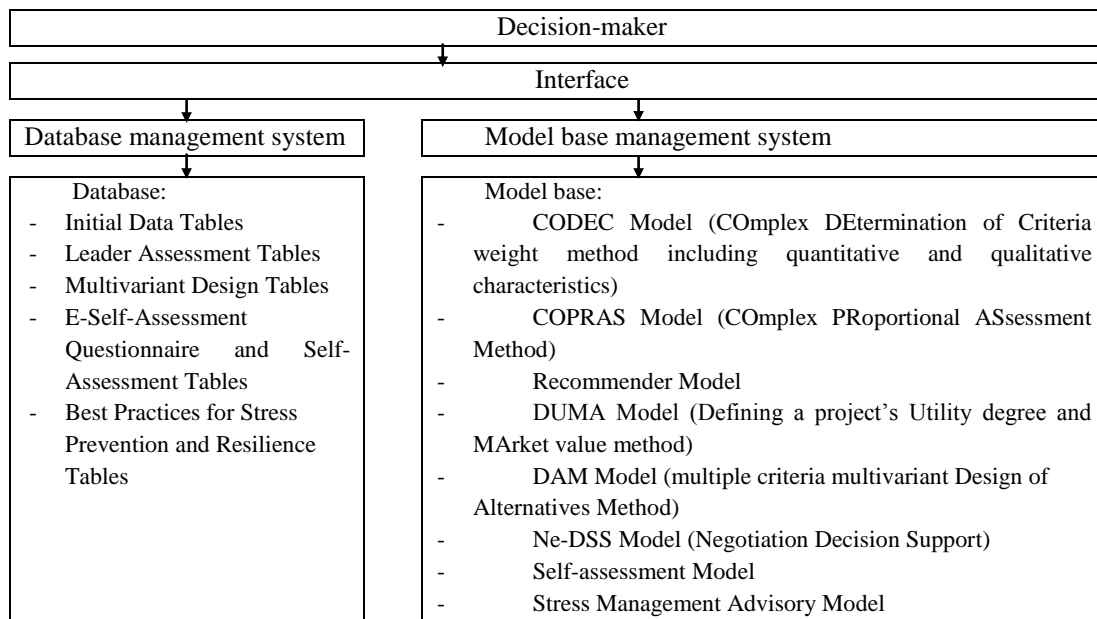 Decision-maker
Interface
Database management system
Model base management system
Database:
- Initial Data Tables
- Leader Assessment Tables
- Multivariant Design Tables
- E-Self-Assessment
Questionnaire and Self-
Assessment Tables
- Best Practices for Stress
Prevention and Resilience
Tables
Model base:
- CODEC Model (COmplex DEtermination of Criteria
weight method including quantitative and qualitative
characteristics)
- COPRAS Model (COmplex PRoportional ASsessment
Method)
- Recommender Model
- DUMA Model (Defining a project's Utility degree and
MArket value method)
- DAM Model (multiple criteria multivariant Design of
Alternatives Method)
- Ne-DSS Model (Negotiation Decision Support)
- Self-assessment Model
- Stress Management Advisory Model